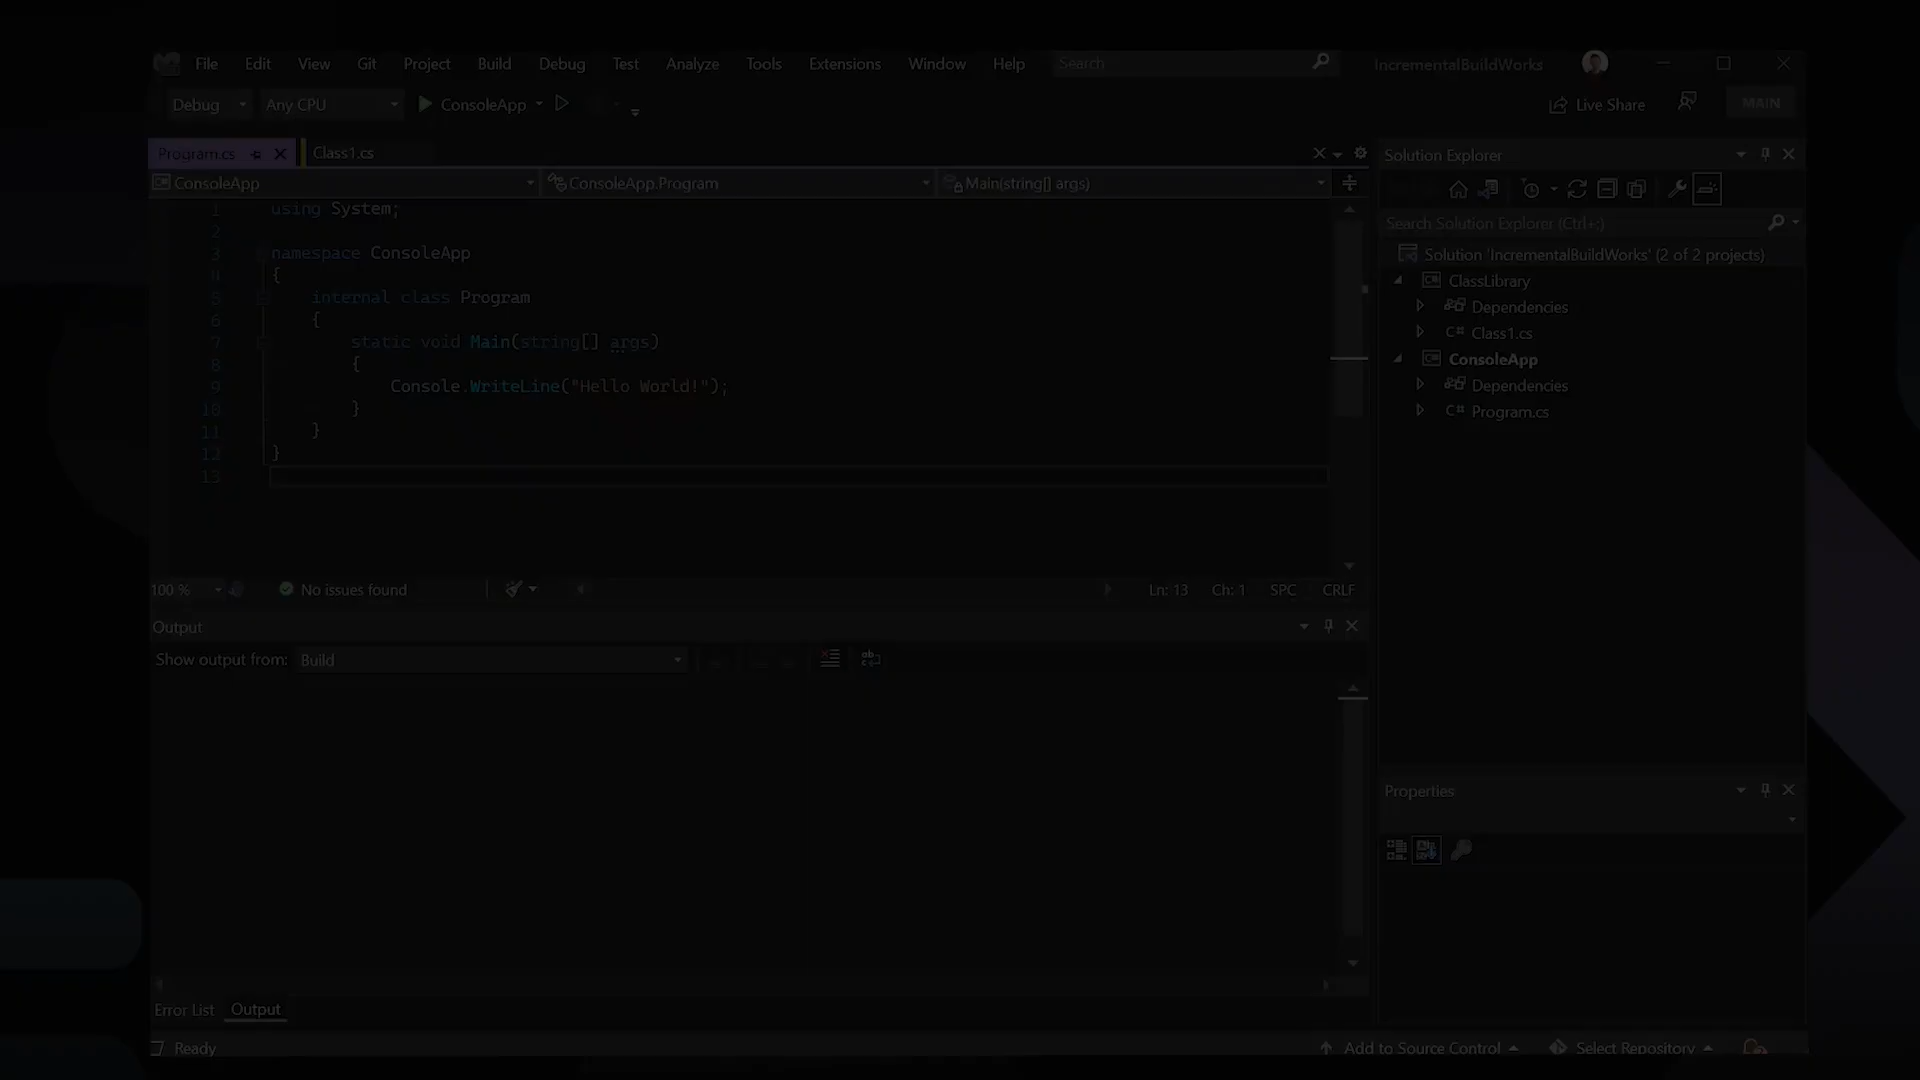 File Edit View Git Project Build Debug Test Analyze Tools Extensions Window Help Search IncrementalBuildWorks
Debug Any CPU ConsoleApp Live Share MAIN
Program.cs Class1.cs
ConsoleApp ConsoleApp.Program Main(string[] args)
1 using System;
2
3 namespace ConsoleApp
4 {
5 internal class Program
6 {
7 static void Main(string[] args)
8 {
9 Console.WriteLine("Hello World!");
10 }
11 }
12 }
13
100 % No issues found Ln: 13 Ch: 1 SPC CRLF
Output
Show output from: Build
Error List Output
Ready Add to Source Control Select Repository
Solution Explorer
Search Solution Explorer (Ctrl+;)
Solution 'IncrementalBuildWorks' (2 of 2 projects)
ClassLibrary
Dependencies
C# Class1.cs
ConsoleApp
Dependencies
C# Program.cs
Properties